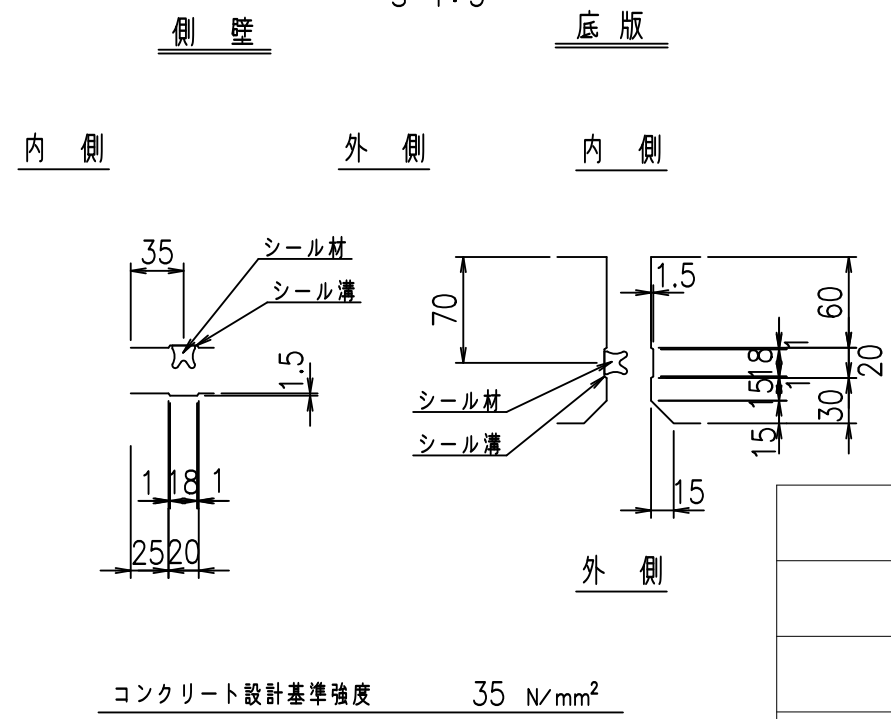 側 壁
底 版
内 側
外 側
内 側
35
シール材
シール溝
1.5
1 18 1
25 20
70
1.5
60
1
18
20
1
15
30
15
15
シール材
シール溝
外 側
コンクリート設計基準強度 35 N/mm²